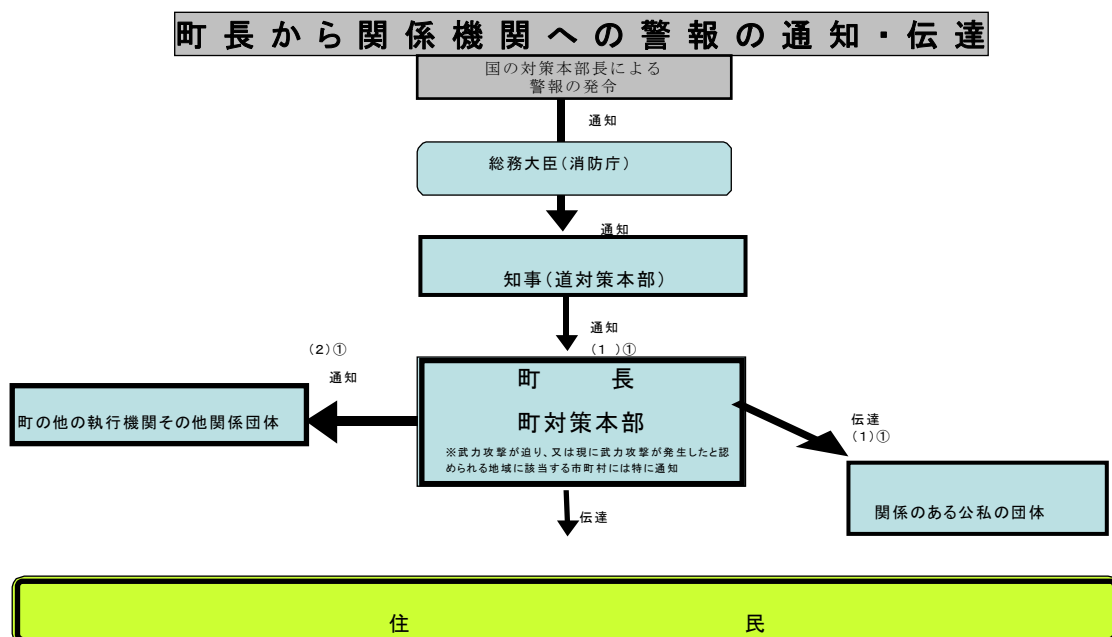 町長から関係機関への警報の通知・伝達
国の対策本部長による
警報の発令
通知
総務大臣(消防庁)
通知
知事(道対策本部)
通知
(1)①
(2)①
通知
町長
町対策本部
※武力攻撃が迫り、又は現に武力攻撃が発生したと認
められる地域に該当する市町村には特に通知
町の他の執行機関その他関係団体
伝達
(1)①
関係のある公私の団体
伝達
住民